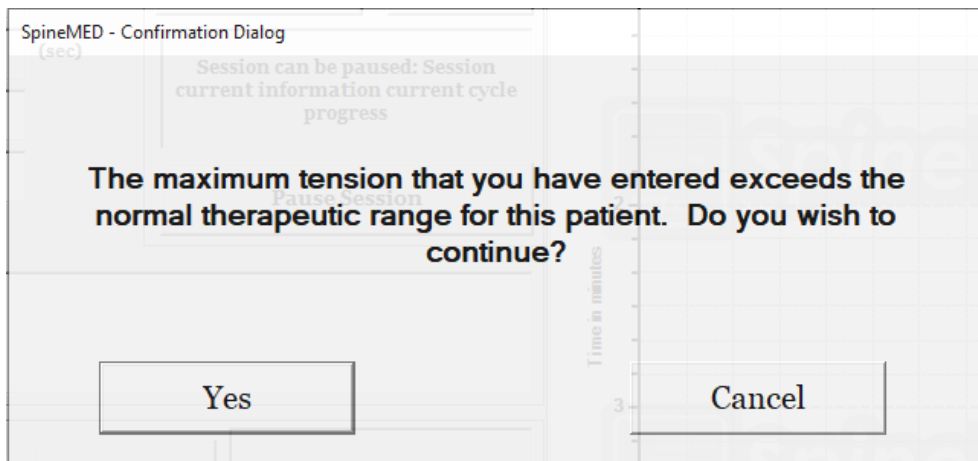 SpineMED - Confirmation Dialog
(sec)
Session can be paused: Session
current information current cycle
progress
The maximum tension that you have entered exceeds the
Pause Session
2
normal therapeutic range for this patient.  Do you wish to
continue?
Time in minutes
Yes
Cancel
3
Spine